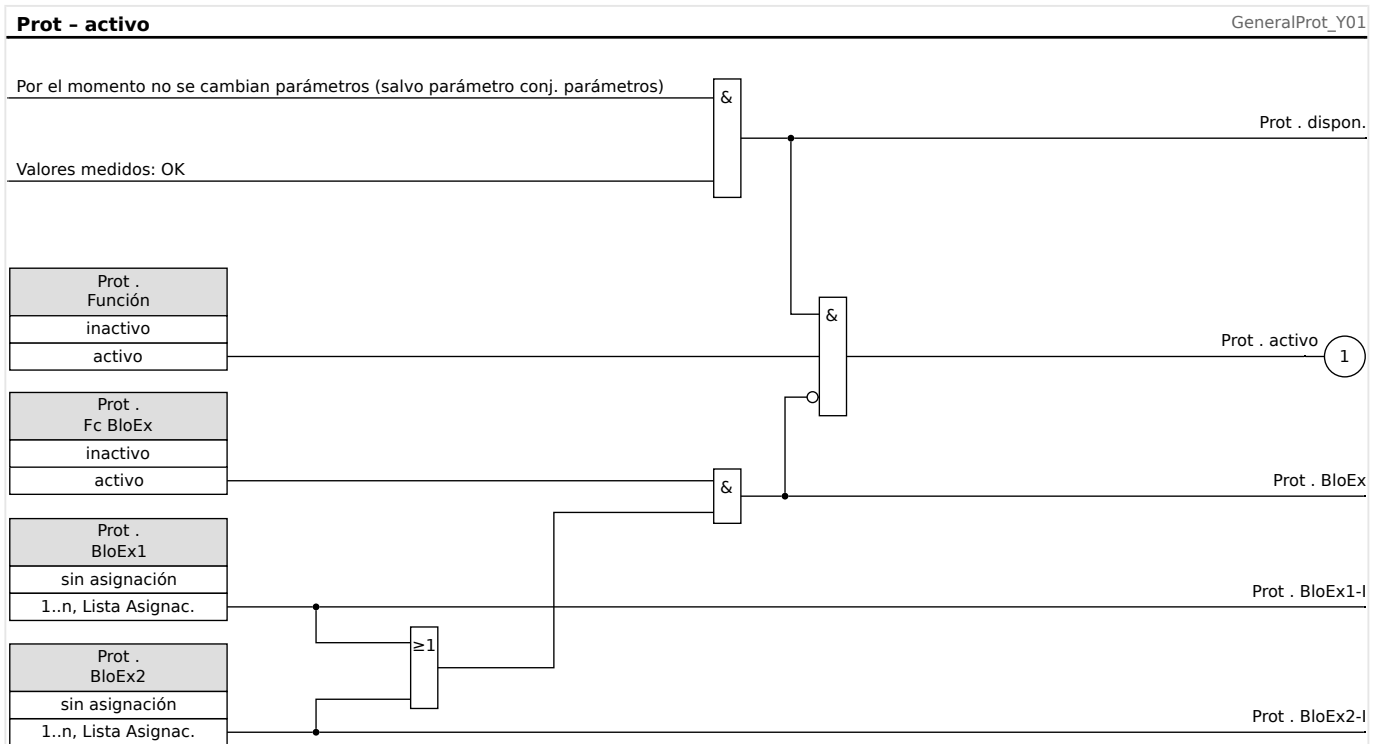 Prot – activo
GeneralProt_Y01
Por el momento no se cambian parámetros (salvo parámetro conj. parámetros)
&
Prot . dispon.
Valores medidos: OK
Prot .
Función
inactivo
activo
&
Prot . activo
1
Prot .
Fc BloEx
inactivo
activo
&
Prot . BloEx
Prot .
BloEx1
sin asignación
1..n, Lista Asignac.
Prot . BloEx1-I
≥1
Prot .
BloEx2
sin asignación
1..n, Lista Asignac.
Prot . BloEx2-I